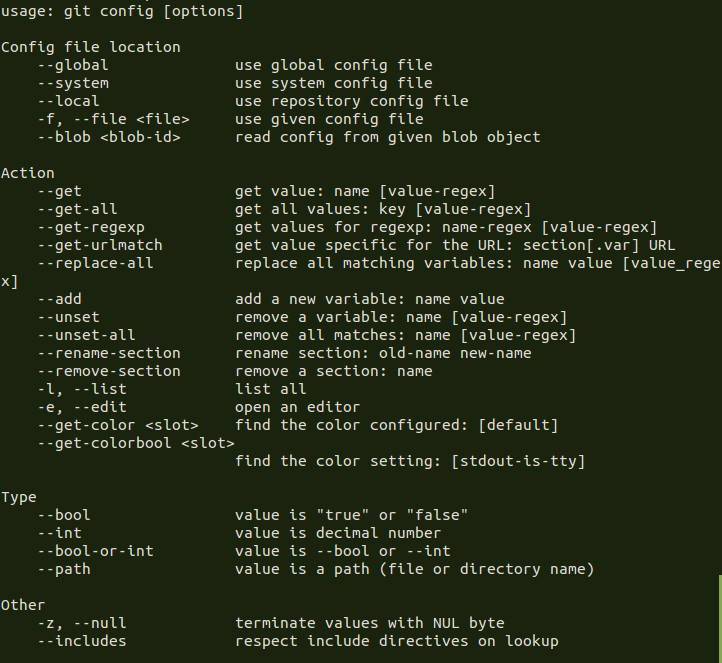 usage: git config [options]

Config file location
    --global              use global config file
    --system              use system config file
    --local               use repository config file
    -f, --file <file>     use given config file
    --blob <blob-id>      read config from given blob object

Action
    --get                 get value: name [value-regex]
    --get-all             get all values: key [value-regex]
    --get-regexp          get values for regexp: name-regex [value-regex]
    --get-urlmatch        get value specific for the URL: section[.var] URL
    --replace-all         replace all matching variables: name value [value_rege
x]
    --add                 add a new variable: name value
    --unset               remove a variable: name [value-regex]
    --unset-all           remove all matches: name [value-regex]
    --rename-section      rename section: old-name new-name
    --remove-section      remove a section: name
    -l, --list            list all
    -e, --edit            open an editor
    --get-color <slot>    find the color configured: [default]
    --get-colorbool <slot>
                          find the color setting: [stdout-is-tty]

Type
    --bool                value is "true" or "false"
    --int                 value is decimal number
    --bool-or-int         value is --bool or --int
    --path                value is a path (file or directory name)

Other
    -z, --null            terminate values with NUL byte
    --includes            respect include directives on lookup